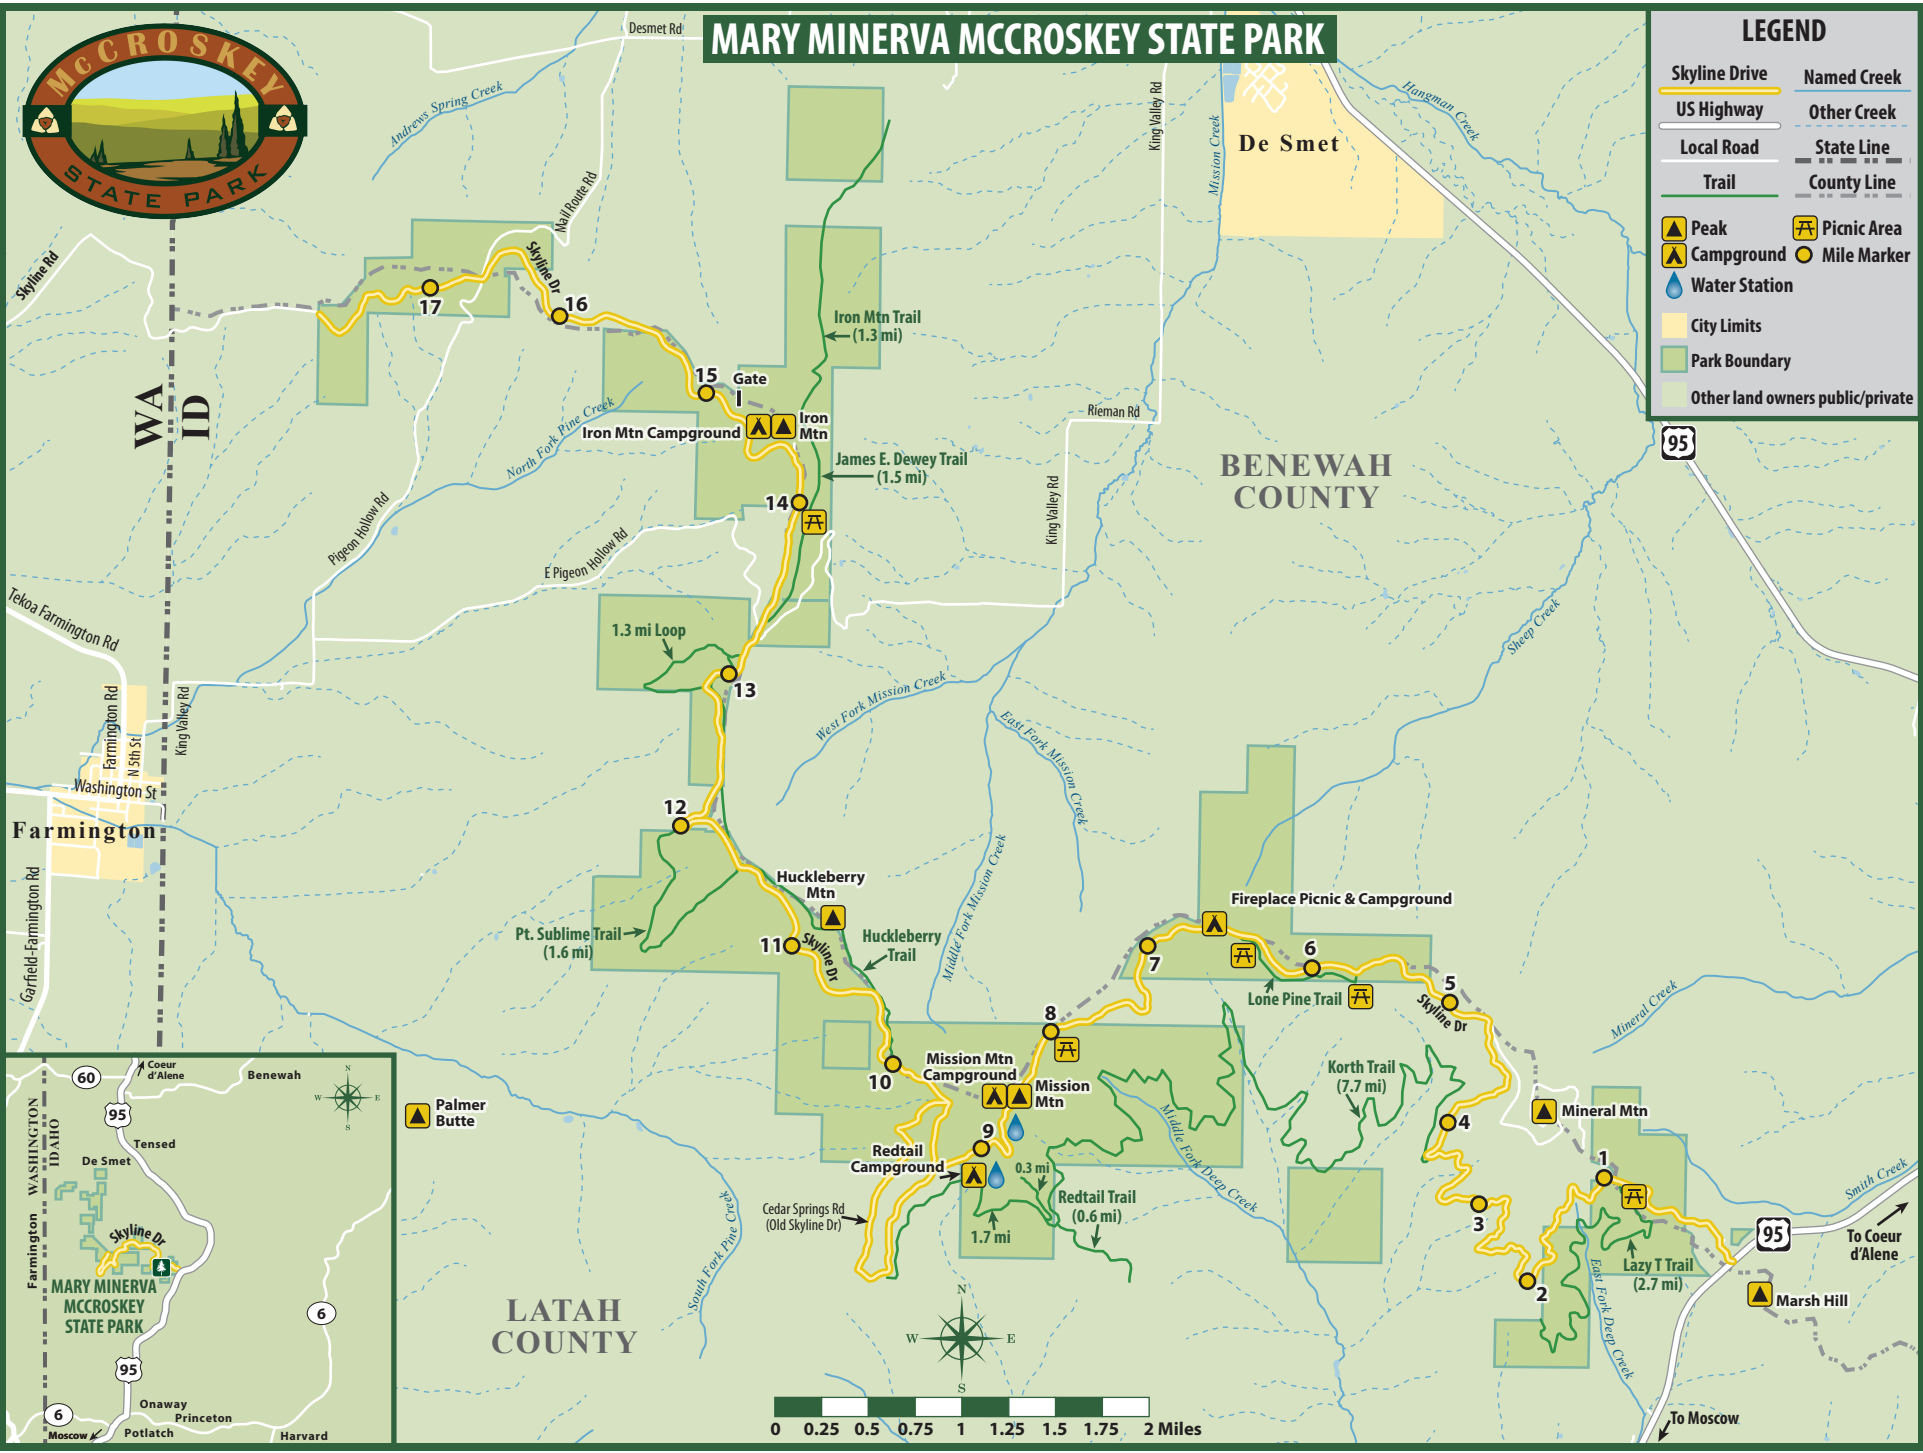 MARY MINERVA MCCROSKEY STATE PARK
McCROSKEY
STATE PARK
LEGEND
Skyline Drive
Named Creek
US Highway
Other Creek
Local Road
State Line
Trail
County Line
Peak
Picnic Area
Campground
Mile Marker
Water Station
City Limits
Park Boundary
Other land owners public/private
Desmet Rd
Andrews Spring Creek
Mail Route Rd
King Valley Rd
Mission Creek
De Smet
Hangman Creek
Skyline Rd
Skyline Dr
17
16
Iron Mtn Trail
(1.3 mi)
WA
ID
15
Gate
Iron Mtn Campground
Iron
Mtn
North Fork Pine Creek
Rieman Rd
95
BENEWAH
COUNTY
James E. Dewey Trail
(1.5 mi)
14
King Valley Rd
Pigeon Hollow Rd
E Pigeon Hollow Rd
Tekoa Farmington Rd
1.3 mi Loop
13
Sheep Creek
West Fork Mission Creek
East Fork Mission Creek
Farmington Rd
N 5th St
King Valley Rd
Washington St
Farmington
Garfield-Farmington Rd
12
Huckleberry
Mtn
Pt. Sublime Trail
(1.6 mi)
11
Skyline Dr
Huckleberry
Trail
Middle Fork Mission Creek
Fireplace Picnic & Campground
7
6
5
Lone Pine Trail
Skyline Dr
Mineral Creek
8
10
Mission Mtn
Campground
Mission
Mtn
Korth Trail
(7.7 mi)
Mineral Mtn
4
9
Redtail
Campground
0.3 mi
Redtail Trail
(0.6 mi)
1.7 mi
Middle Fork Deep Creek
Cedar Springs Rd
(Old Skyline Dr)
South Fork Pine Creek
3
2
1
Smith Creek
95
To Coeur
d'Alene
Lazy T Trail
(2.7 mi)
East Fork Deep Creek
Marsh Hill
To Moscow
Palmer
Butte
LATAH
COUNTY
N
W
E
S
0 0.25 0.5 0.75 1 1.25 1.5 1.75 2 Miles
60
Coeur
d'Alene
Benewah
N
W
E
S
95
WASHINGTON
IDAHO
Tensed
De Smet
Farmington
Skyline Dr
MARY MINERVA
MCCROSKEY
STATE PARK
6
95
Onaway
Princeton
6
Moscow
Potlatch
Harvard